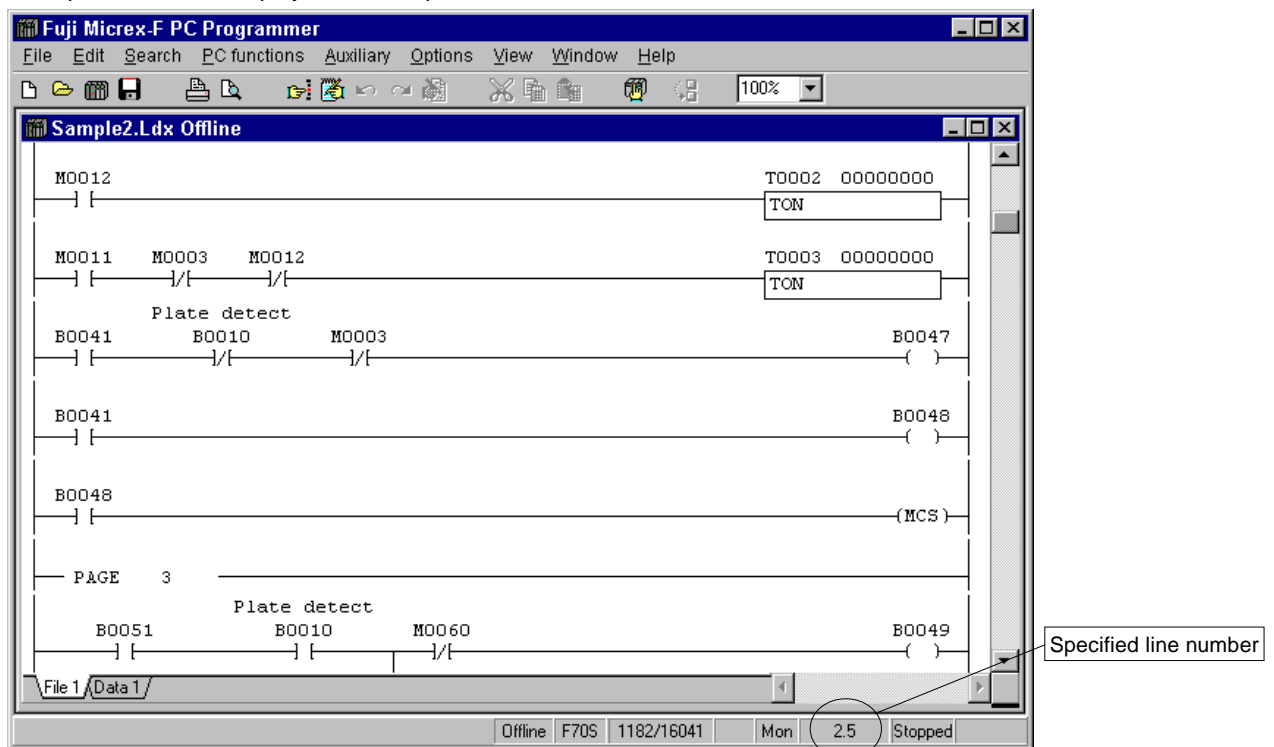 Fuji Micrex-F PC Programmer
File Edit Search PC functions Auxiliary Options View Window Help
100%
Sample2.Ldx Offline
M0012 T0002 00000000
TON
M0011 M0003 M0012 T0003 00000000
TON
Plate detect
B0041 B0010 M0003 B0047
B0041 B0048
B0048
(MCS)
PAGE 3
Plate detect
B0051 B0010 M0060 B0049
Specified line number
File 1 Data 1
Offline F70S 1182/16041 Mon 2.5 Stopped